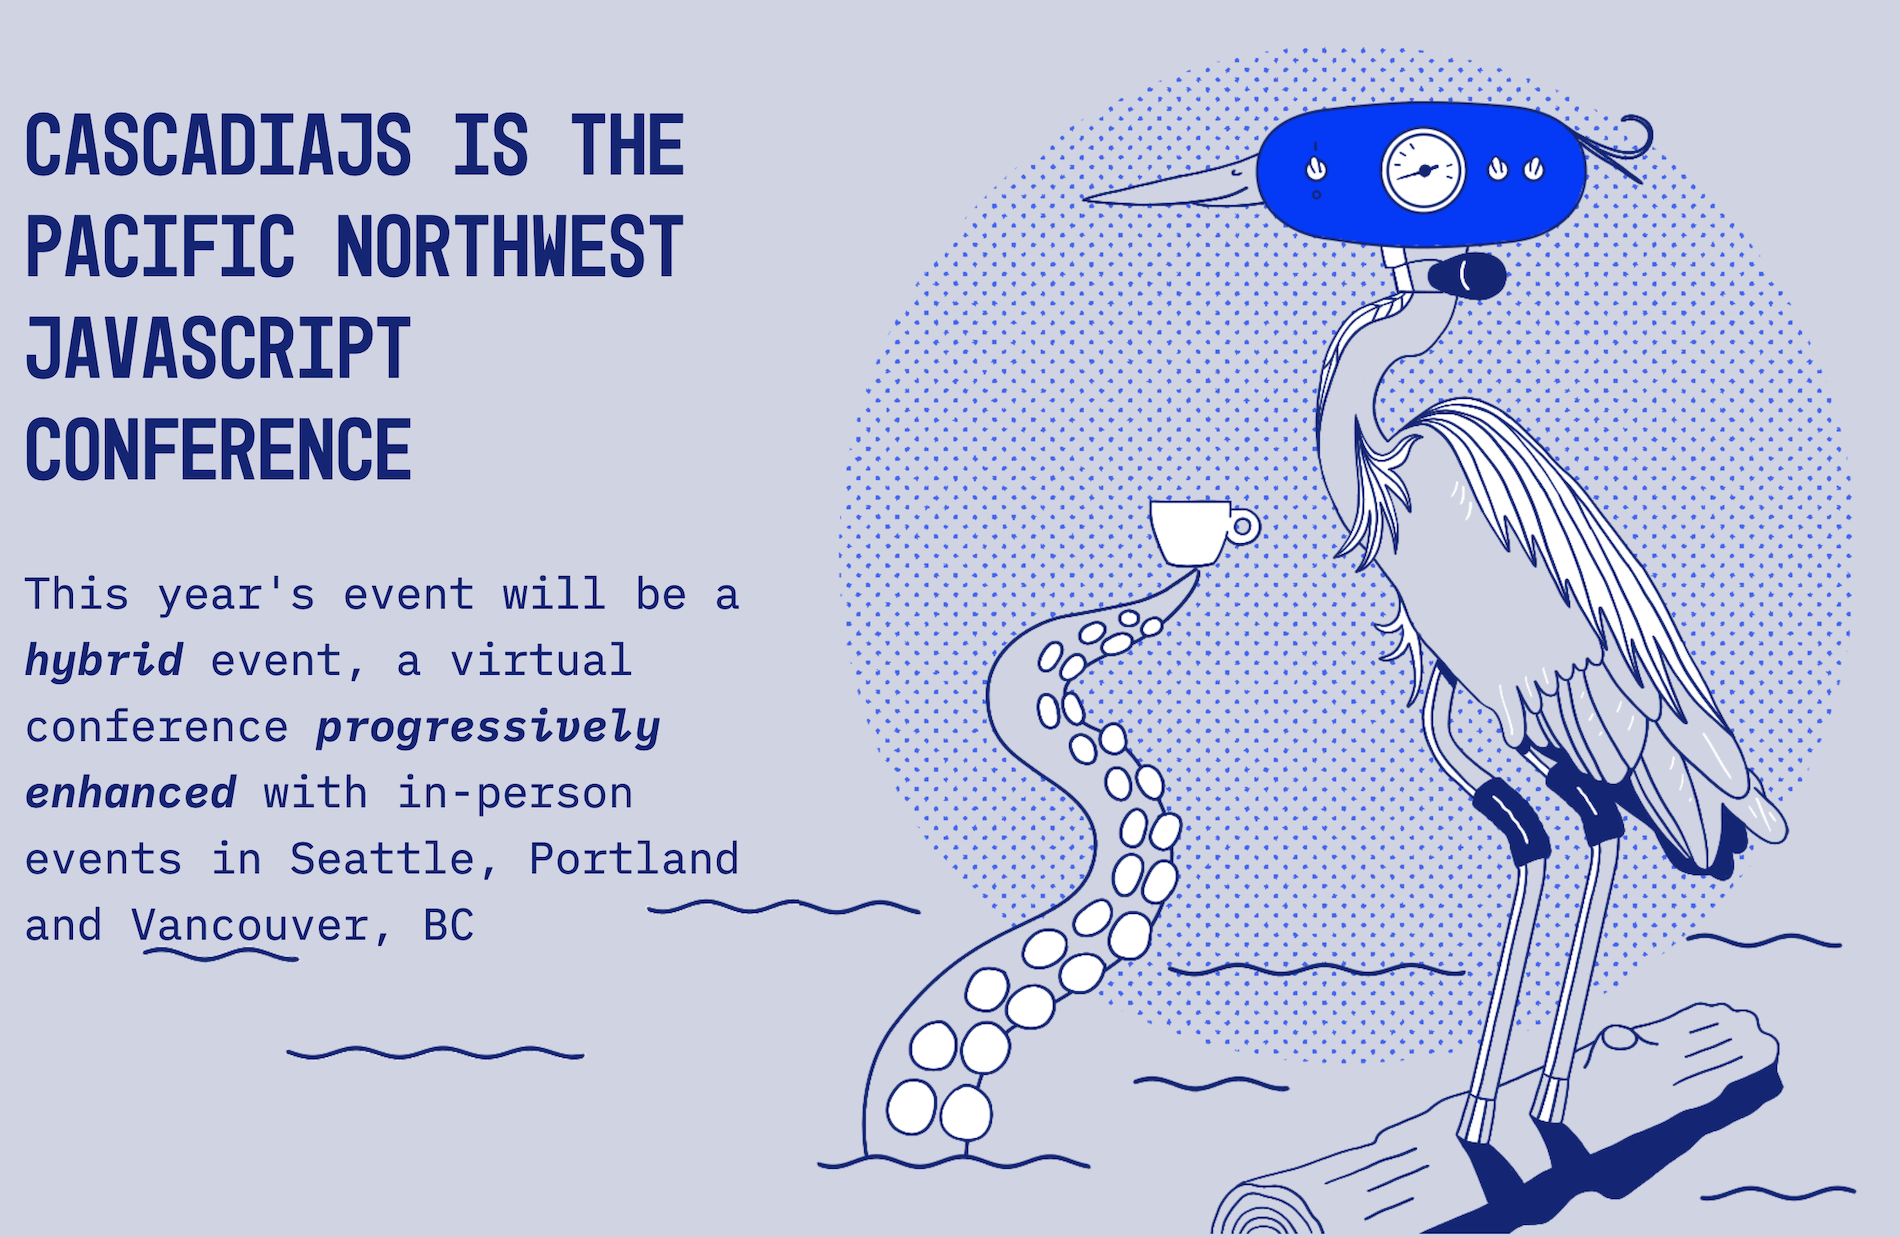 CASCADIAJS IS THE
PACIFIC NORTHWEST
JAVASCRIPT
CONFERENCE
This year's event will be a
hybrid event, a virtual
conference progressively
enhanced with in-person
events in Seattle, Portland
and Vancouver, BC